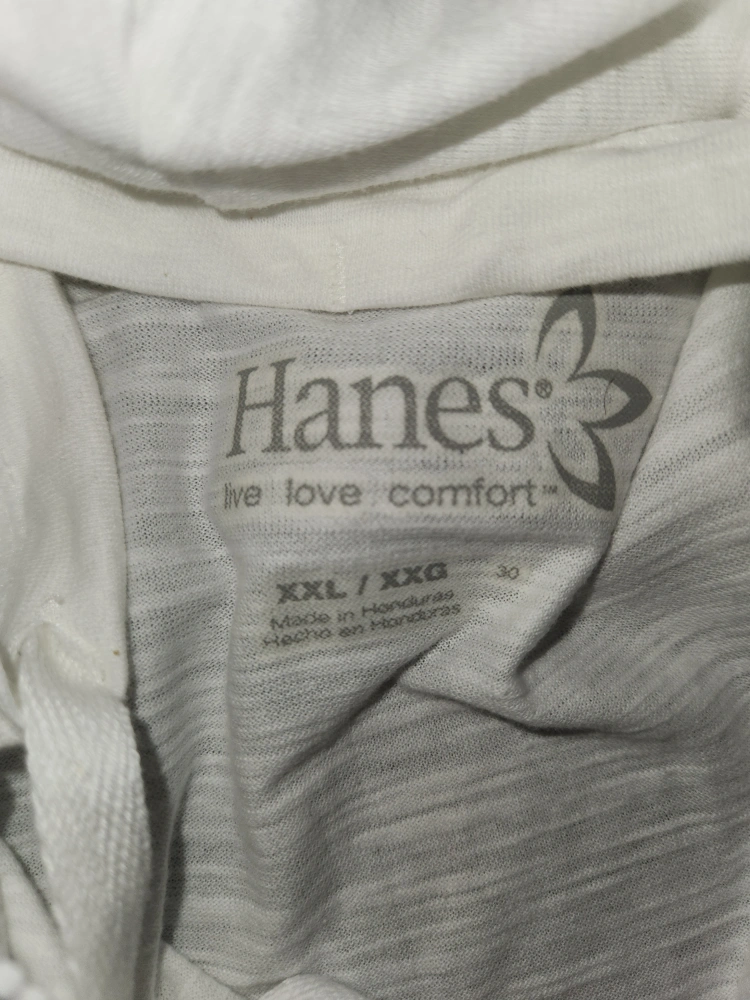 Hanes®
live love comfort™
XXL / XXG 30
Made in Honduras
Hecho en Honduras